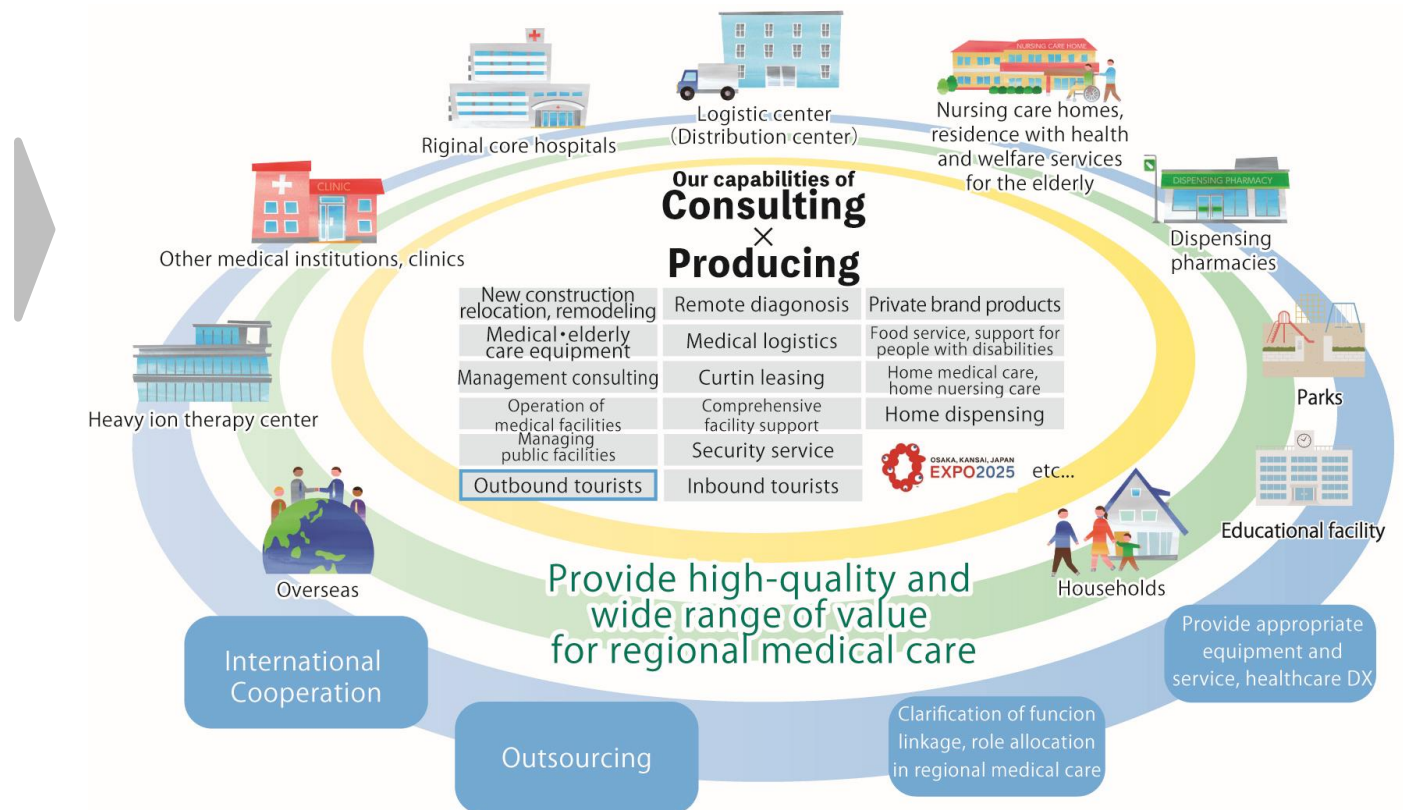 NURSING CARE HOME
Logistic center
(Distribution center)
Riginal core hospitals
Nursing care homes,
residence with health
and welfare services
for the elderly
CLINIC
Other medical institutions, clinics
DISPENSING PHARMACY
Dispensing
pharmacies
Our capabilities of
Consulting
×
Producing
New construction
relocation, remodeling
Remote diagonosis
Private brand products
Medical・elderly
care equipment
Medical logistics
Food service, support for
people with disabilities
Management consulting
Curtin leasing
Home medical care,
home nuersing care
Operation of
medical facilities
Comprehensive
facility support
Home dispensing
Managing
public facilities
Security service
OSAKA, KANSAI, JAPAN
EXPO2025
etc...
Outbound tourists
Inbound tourists
Heavy ion therapy center
Parks
Educational facility
Overseas
Households
Provide high-quality and
wide range of value
for regional medical care
International
Cooperation
Outsourcing
Clarification of funcion
linkage, role allocation
in regional medical care
Provide appropriate
equipment and
service, healthcare DX